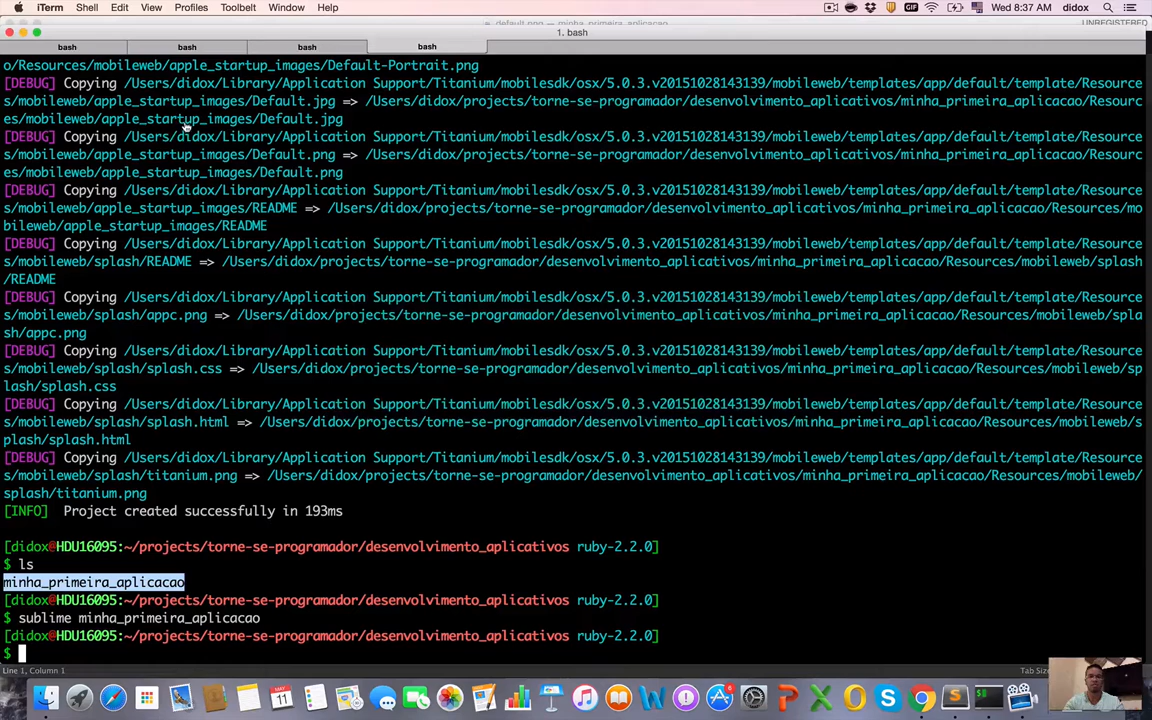 iTerm Shell Edit View Profiles Toolbelt Window Help GIF Wed 8:37 AM didox
default.png — minha_primeira_aplicacao UNREGISTERED
1. bash
bash bash bash bash
o/Resources/mobileweb/apple_startup_images/Default-Portrait.png
[DEBUG] Copying /Users/didox/Library/Application Support/Titanium/mobilesdk/osx/5.0.3.v20151028143139/mobileweb/templates/app/default/template/Resource
s/mobileweb/apple_startup_images/Default.jpg => /Users/didox/projects/torne-se-programador/desenvolvimento_aplicativos/minha_primeira_aplicacao/Resourc
es/mobileweb/apple_startup_images/Default.jpg
[DEBUG] Copying /Users/didox/Library/Application Support/Titanium/mobilesdk/osx/5.0.3.v20151028143139/mobileweb/templates/app/default/template/Resource
s/mobileweb/apple_startup_images/Default.png => /Users/didox/projects/torne-se-programador/desenvolvimento_aplicativos/minha_primeira_aplicacao/Resourc
es/mobileweb/apple_startup_images/Default.png
[DEBUG] Copying /Users/didox/Library/Application Support/Titanium/mobilesdk/osx/5.0.3.v20151028143139/mobileweb/templates/app/default/template/Resource
s/mobileweb/apple_startup_images/README => /Users/didox/projects/torne-se-programador/desenvolvimento_aplicativos/minha_primeira_aplicacao/Resources/mo
bileweb/apple_startup_images/README
[DEBUG] Copying /Users/didox/Library/Application Support/Titanium/mobilesdk/osx/5.0.3.v20151028143139/mobileweb/templates/app/default/template/Resource
s/mobileweb/splash/README => /Users/didox/projects/torne-se-programador/desenvolvimento_aplicativos/minha_primeira_aplicacao/Resources/mobileweb/splash
/README
[DEBUG] Copying /Users/didox/Library/Application Support/Titanium/mobilesdk/osx/5.0.3.v20151028143139/mobileweb/templates/app/default/template/Resource
s/mobileweb/splash/appc.png => /Users/didox/projects/torne-se-programador/desenvolvimento_aplicativos/minha_primeira_aplicacao/Resources/mobileweb/spla
sh/appc.png
[DEBUG] Copying /Users/didox/Library/Application Support/Titanium/mobilesdk/osx/5.0.3.v20151028143139/mobileweb/templates/app/default/template/Resource
s/mobileweb/splash/splash.css => /Users/didox/projects/torne-se-programador/desenvolvimento_aplicativos/minha_primeira_aplicacao/Resources/mobileweb/sp
lash/splash.css
[DEBUG] Copying /Users/didox/Library/Application Support/Titanium/mobilesdk/osx/5.0.3.v20151028143139/mobileweb/templates/app/default/template/Resource
s/mobileweb/splash/splash.html => /Users/didox/projects/torne-se-programador/desenvolvimento_aplicativos/minha_primeira_aplicacao/Resources/mobileweb/s
plash/splash.html
[DEBUG] Copying /Users/didox/Library/Application Support/Titanium/mobilesdk/osx/5.0.3.v20151028143139/mobileweb/templates/app/default/template/Resource
s/mobileweb/splash/titanium.png => /Users/didox/projects/torne-se-programador/desenvolvimento_aplicativos/minha_primeira_aplicacao/Resources/mobileweb/
splash/titanium.png
[INFO] Project created successfully in 193ms
[didox@HDU16095:~/projects/torne-se-programador/desenvolvimento_aplicativos ruby-2.2.0]
$ ls
minha_primeira_aplicacao
[didox@HDU16095:~/projects/torne-se-programador/desenvolvimento_aplicativos ruby-2.2.0]
$ sublime minha_primeira_aplicacao
[didox@HDU16095:~/projects/torne-se-programador/desenvolvimento_aplicativos ruby-2.2.0]
$
Line 1, Column 1 Tab Siz